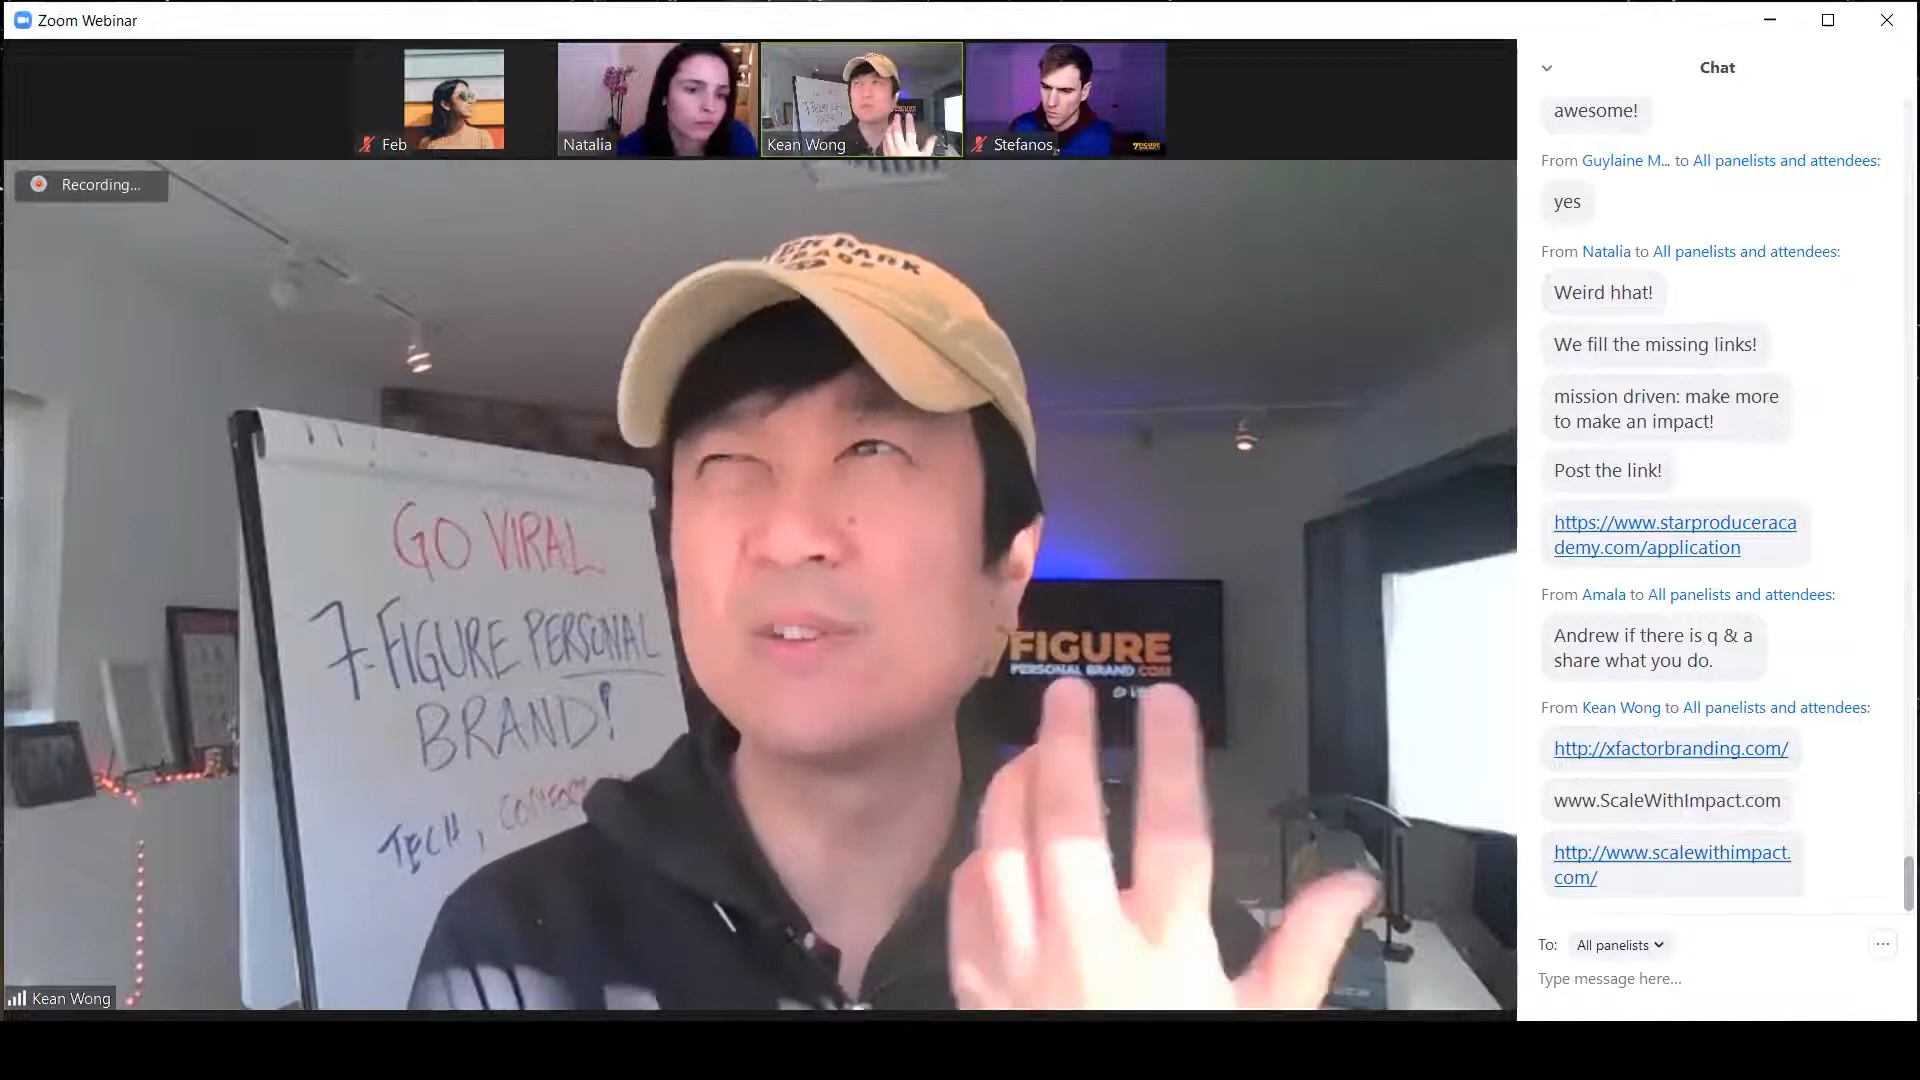 Zoom Webinar
Feb
Natalia
Kean Wong
Stefanos
Recording...
GO VIRAL
7-FIGURE PERSONAL
BRAND!
TECH,
7FIGURE
PERSONAL BRAND.COM
Kean Wong
Chat
awesome!
From Guylaine M... to All panelists and attendees:
yes
From Natalia to All panelists and attendees:
Weird hhat!
We fill the missing links!
mission driven: make more
to make an impact!
Post the link!
https://www.starproduceraca
demy.com/application
From Amala to All panelists and attendees:
Andrew if there is q & a
share what you do.
From Kean Wong to All panelists and attendees:
http://xfactorbranding.com/
www.ScaleWithImpact.com
http://www.scalewithimpact.
com/
To: All panelists
Type message here...